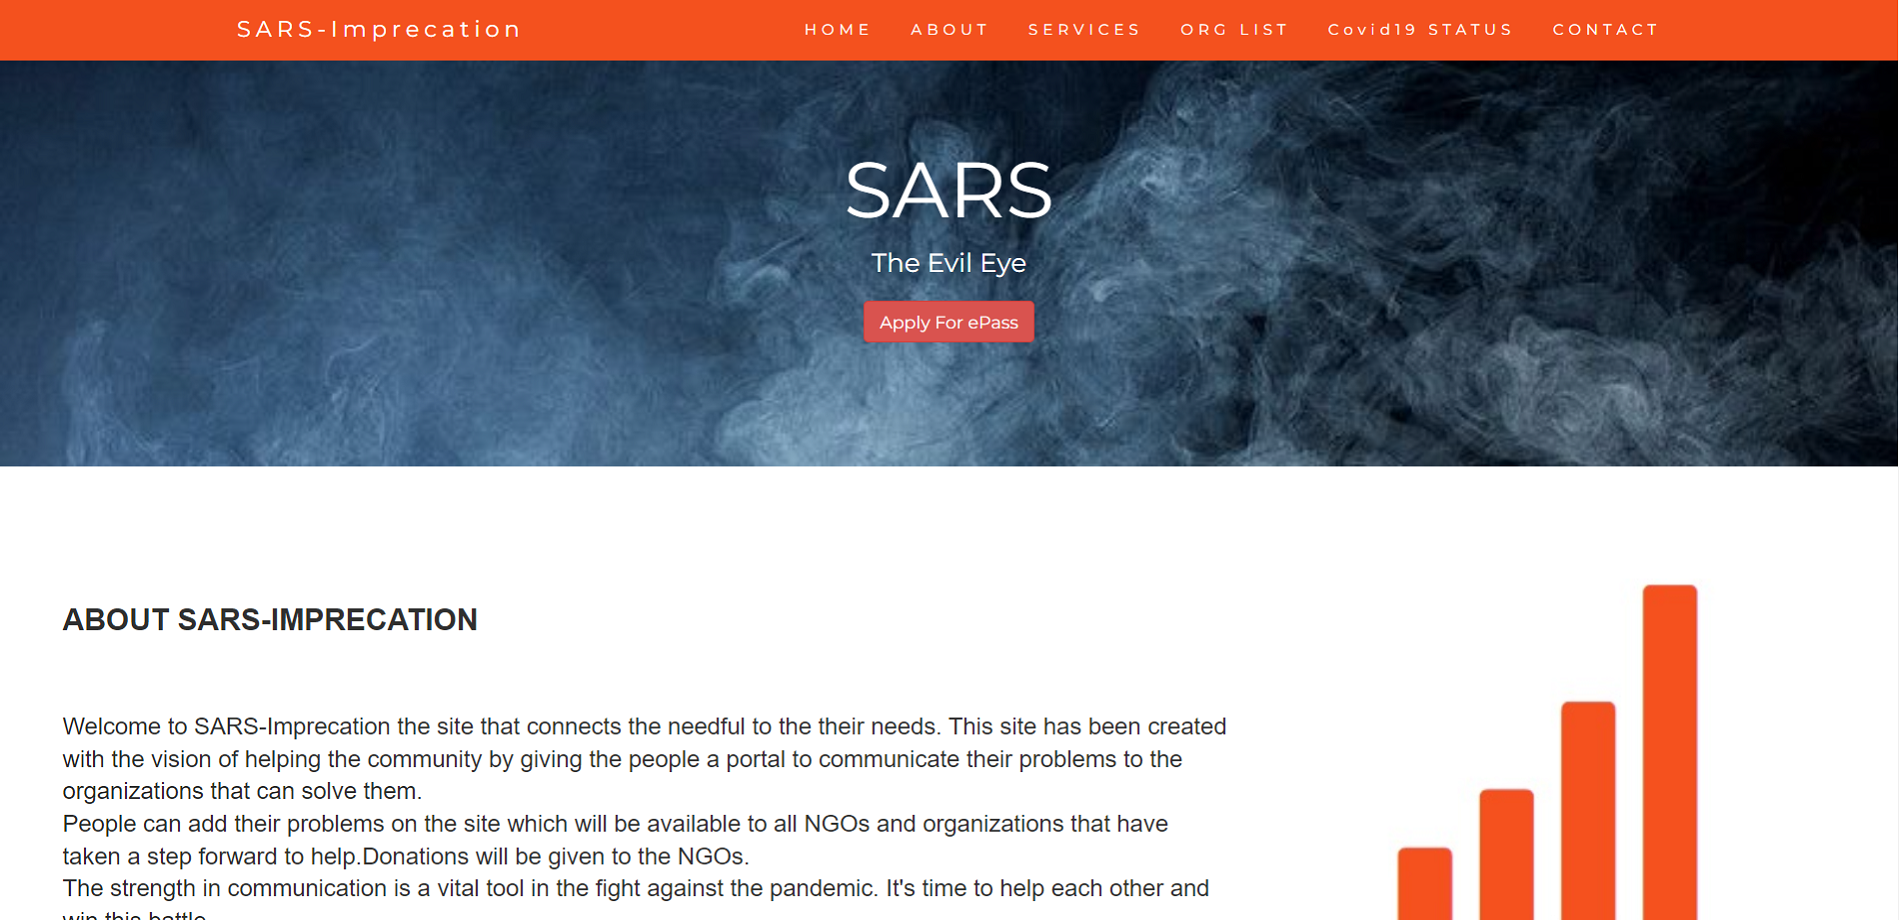 SARS-Imprecation
HOME ABOUT SERVICES ORG LIST Covid19 STATUS CONTACT
SARS
The Evil Eye
Apply For ePass
ABOUT SARS-IMPRECATION
Welcome to SARS-Imprecation the site that connects the needful to the their needs. This site has been created
with the vision of helping the community by giving the people a portal to communicate their problems to the
organizations that can solve them.
People can add their problems on the site which will be available to all NGOs and organizations that have
taken a step forward to help.Donations will be given to the NGOs.
The strength in communication is a vital tool in the fight against the pandemic. It's time to help each other and
win this battle